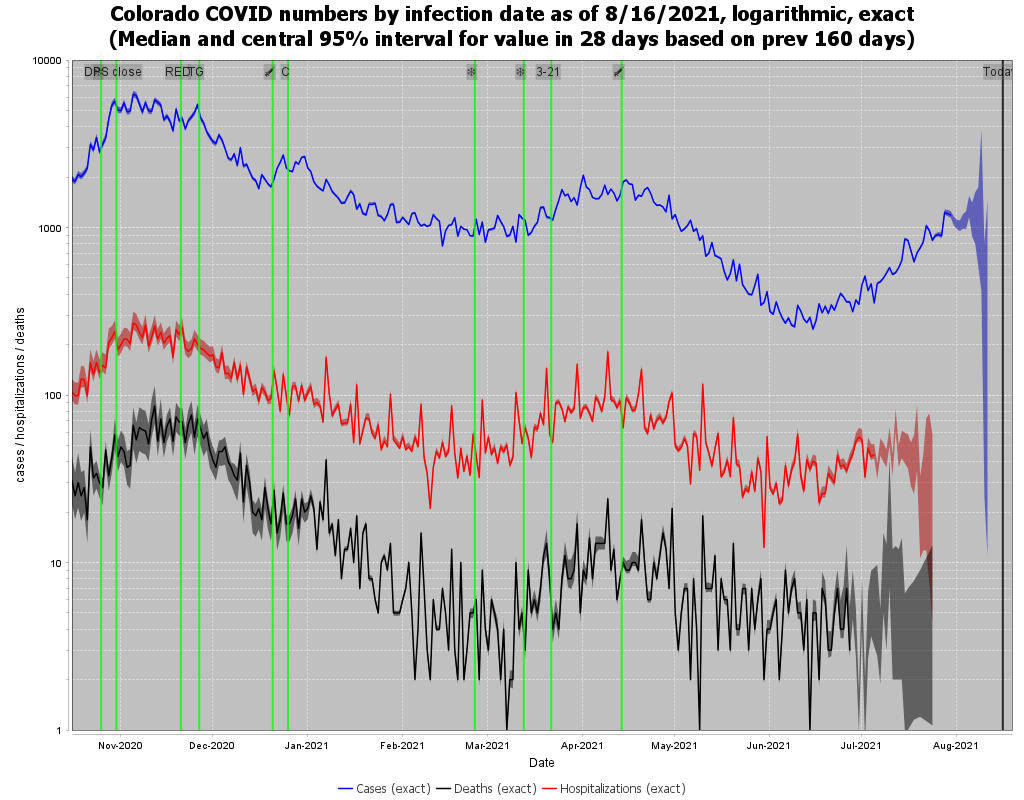 Colorado COVID numbers by infection date as of 8/16/2021, logarithmic, exact
(Median and central 95% interval for value in 28 days based on prev 160 days)
10000
1000
100
10
1
cases / hospitalizations / deaths
close
RED
TG
C
3-21
Today
Nov-2020
Dec-2020
Jan-2021
Feb-2021
Mar-2021
Apr-2021
May-2021
Jun-2021
Jul-2021
Aug-2021
Date
Cases (exact)
Deaths (exact)
Hospitalizations (exact)